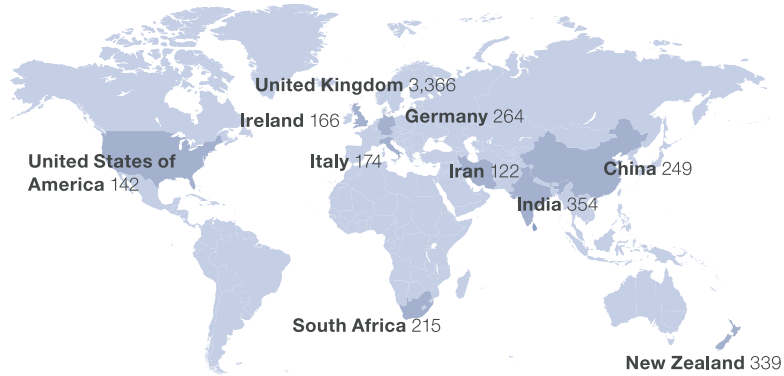 United Kingdom 3,366
Ireland 166
Germany 264
Italy 174
United States of
America 142
Iran 122
China 249
India 354
South Africa 215
New Zealand 339